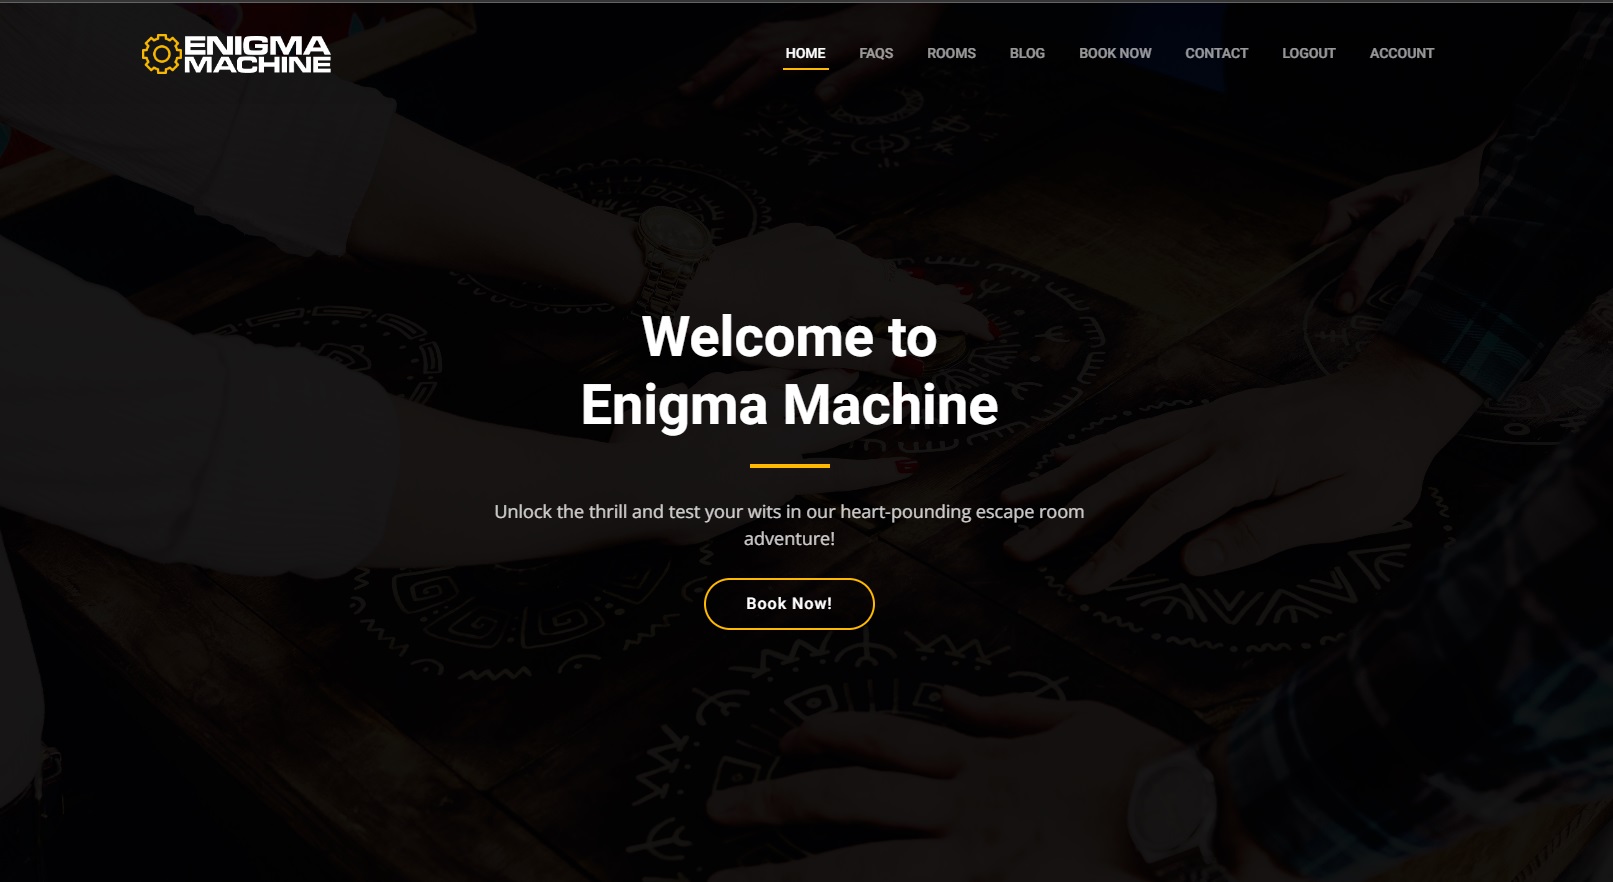 ENIGMA
MACHINE
HOME FAQS ROOMS BLOG BOOK NOW CONTACT LOGOUT ACCOUNT
Welcome to
Enigma Machine
Unlock the thrill and test your wits in our heart-pounding escape room
adventure!
Book Now!